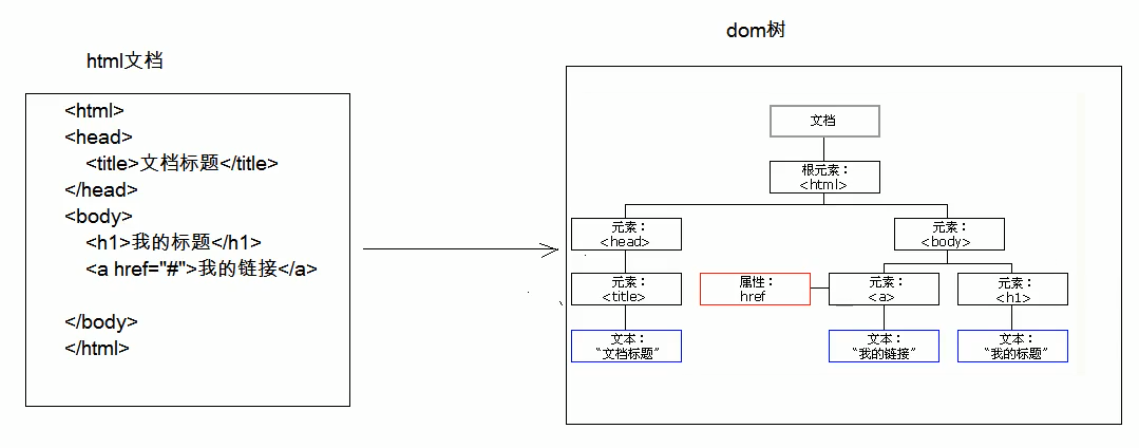 html文档
<html>
<head>
<title>文档标题</title>
</head>
<body>
<h1>我的标题</h1>
<a href="#">我的链接</a>
</body>
</html>
dom树
文档
根元素：
<html>
元素：
<head>
元素：
<body>
元素：
<title>
属性：
href
元素：
<a>
元素：
<h1>
文本：
“文档标题”
文本：
“我的链接”
文本：
“我的标题”